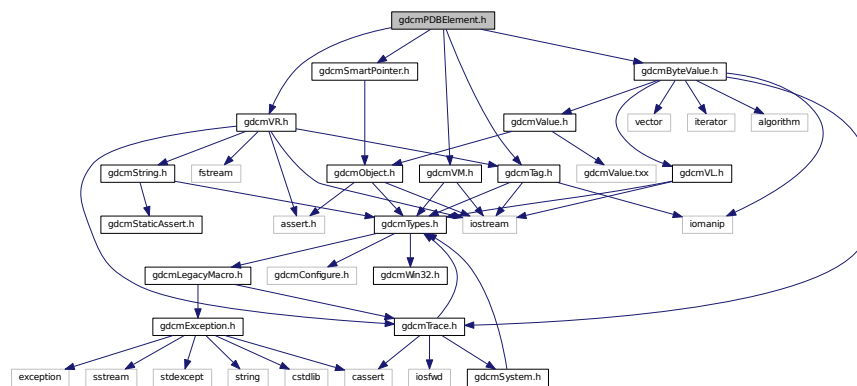 gdcmPDBElement.h
gdcmSmartPointer.h
gdcmByteValue.h
gdcmVR.h
gdcmValue.h
vector
iterator
algorithm
gdcmString.h
fstream
gdcmObject.h
gdcmVM.h
gdcmTag.h
gdcmValue.txx
gdcmVL.h
gdcmStaticAssert.h
assert.h
gdcmTypes.h
iostream
iomanip
gdcmLegacyMacro.h
gdcmConfigure.h
gdcmWin32.h
gdcmException.h
gdcmTrace.h
exception
sstream
stdexcept
string
cstdlib
cassert
iosfwd
gdcmSystem.h